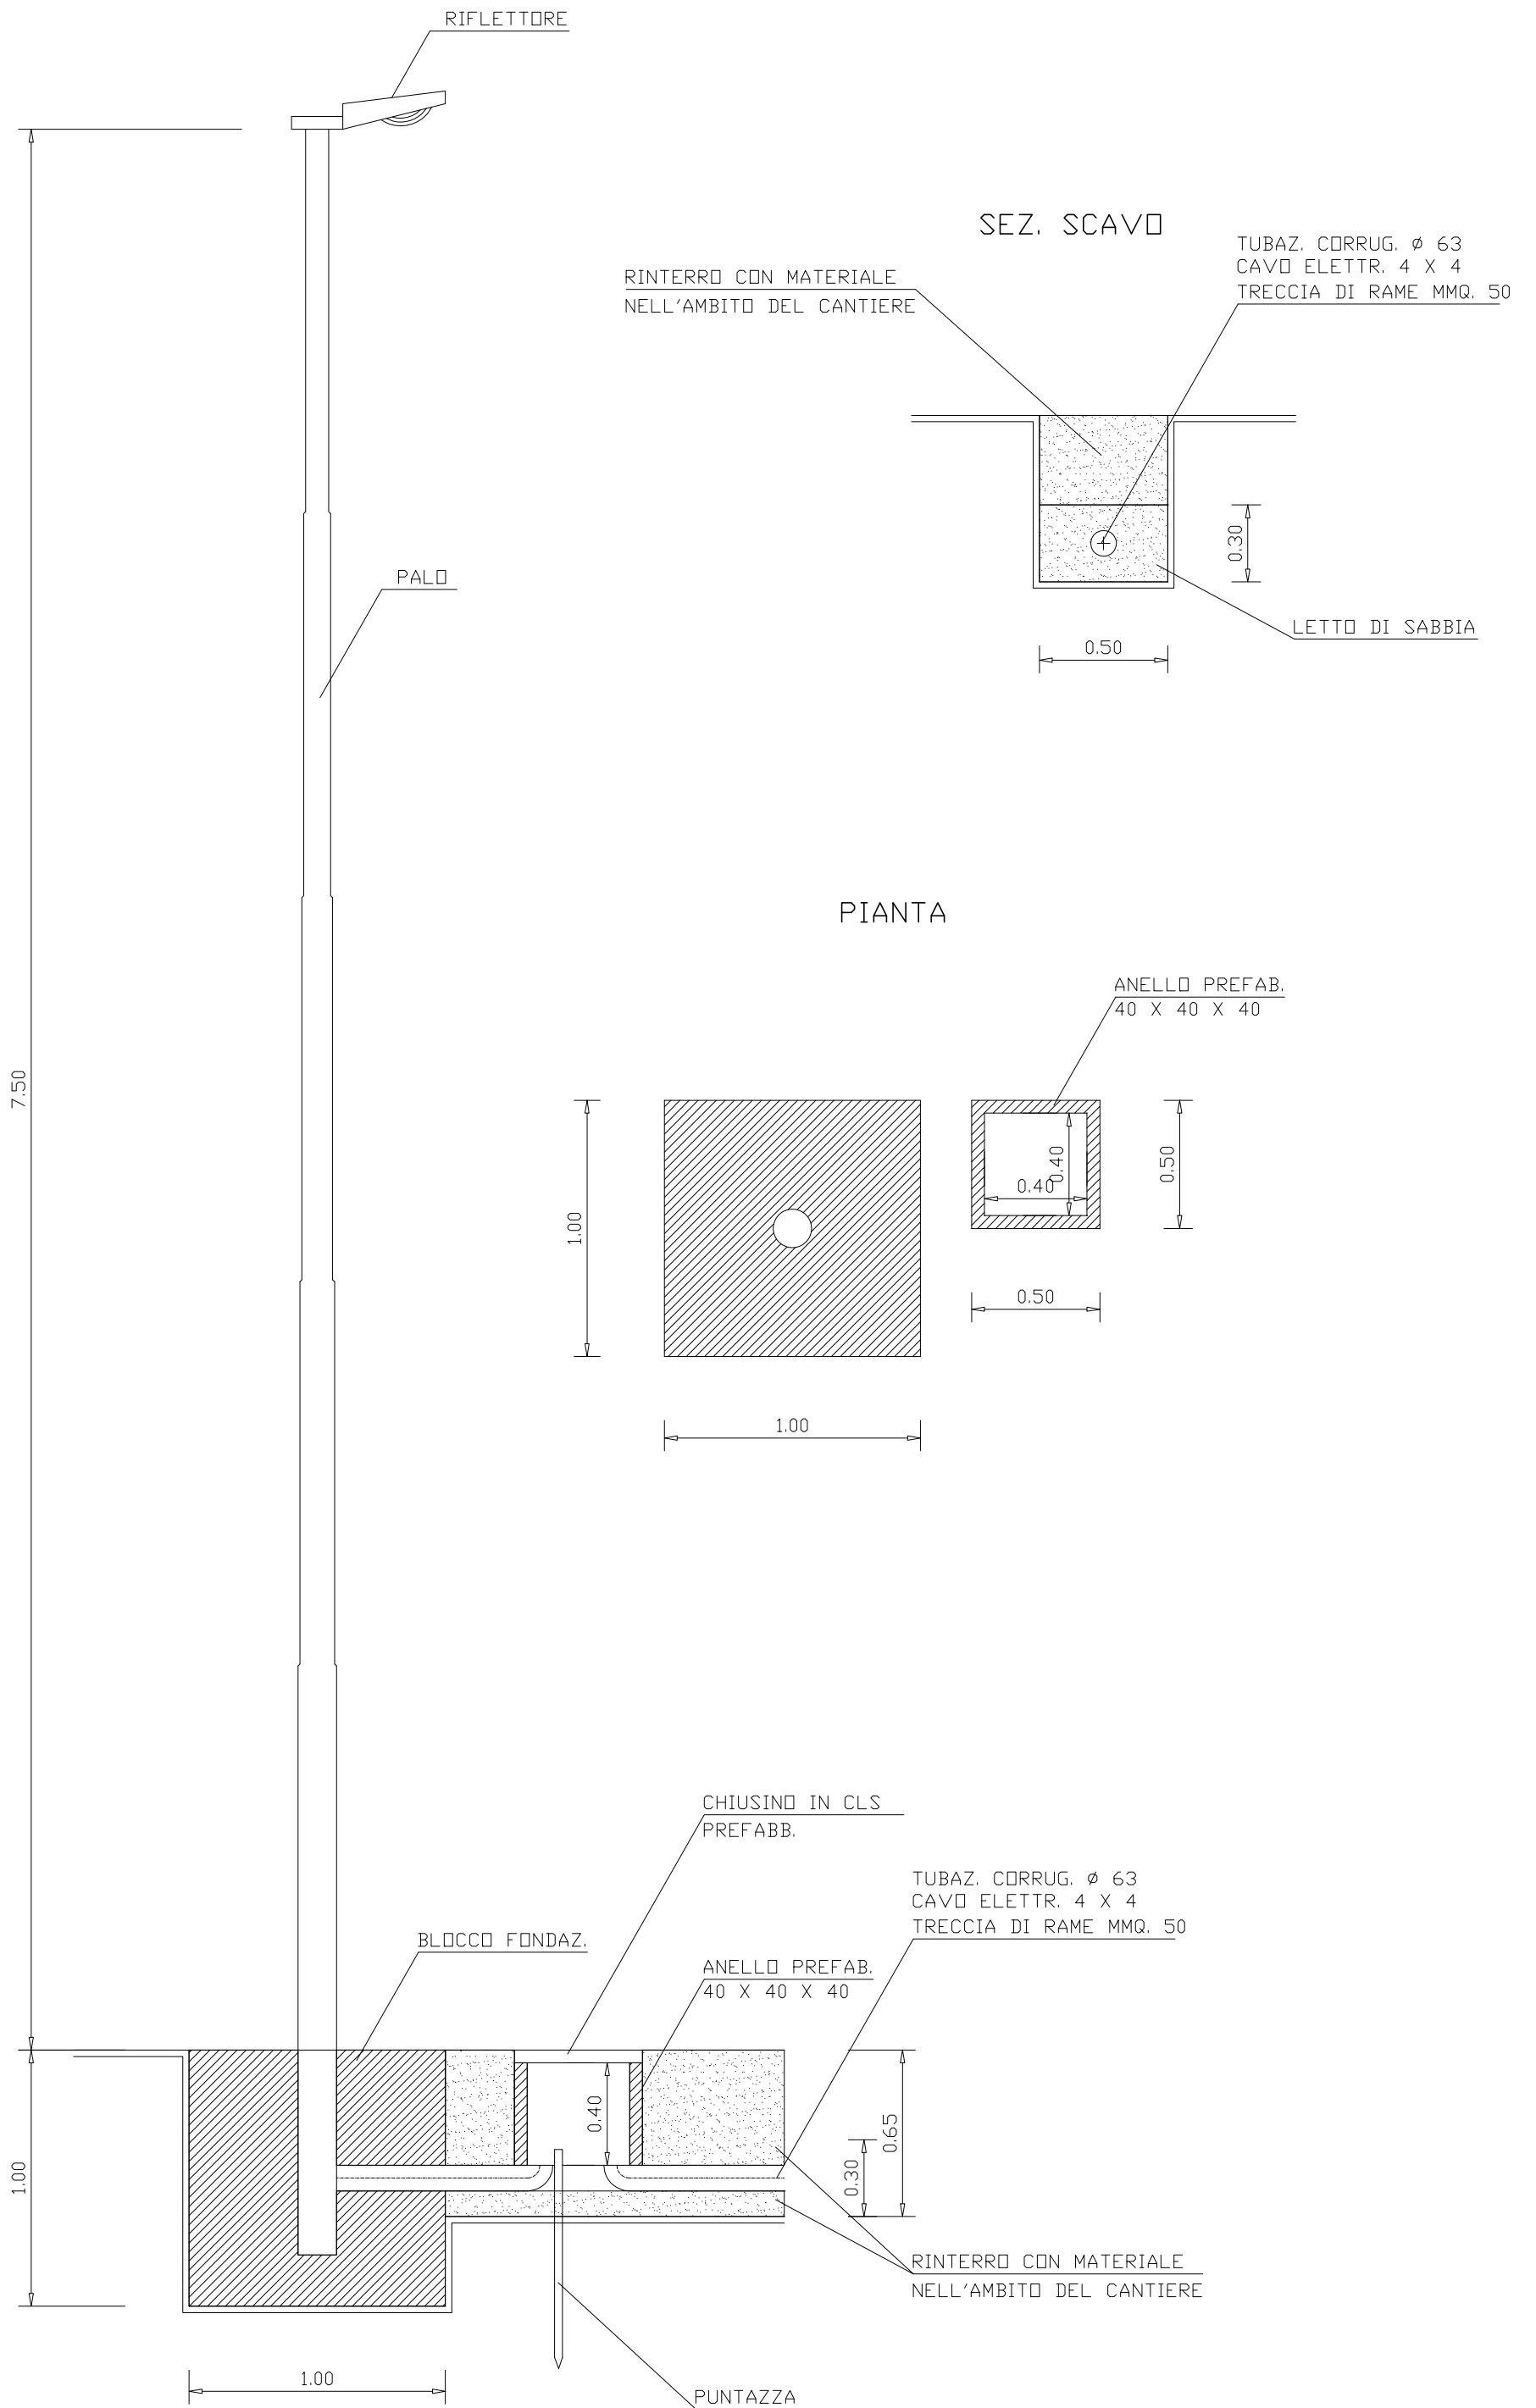 RIFLETTORE
SEZ. SCAVO
TUBAZ. CORRUG. ø 63
CAVO ELETTR. 4 X 4
TRECCIA DI RAME MMQ. 50
RINTERRO CON MATERIALE
NELL'AMBITO DEL CANTIERE
0.30
PALO
LETTO DI SABBIA
0.50
PIANTA
ANELLO PREFAB.
40 X 40 X 40
7.50
1.00
0.40
0.40
0.50
0.50
1.00
CHIUSINO IN CLS
PREFABB.
TUBAZ. CORRUG. ø 63
CAVO ELETTR. 4 X 4
TRECCIA DI RAME MMQ. 50
BLOCCO FONDAZ.
ANELLO PREFAB.
40 X 40 X 40
0.40
0.65
0.30
1.00
RINTERRO CON MATERIALE
NELL'AMBITO DEL CANTIERE
1.00
PUNTAZZA